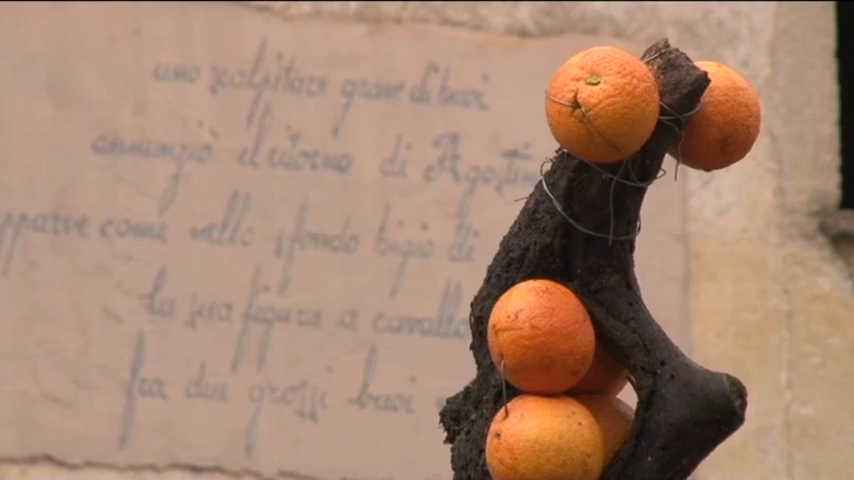 uno scalpitare grave di buoi
annunziò il ritorno di Agostin
apparve come nello sfondo bigio di
la sua figura a cavallo
fra due grossi buoi